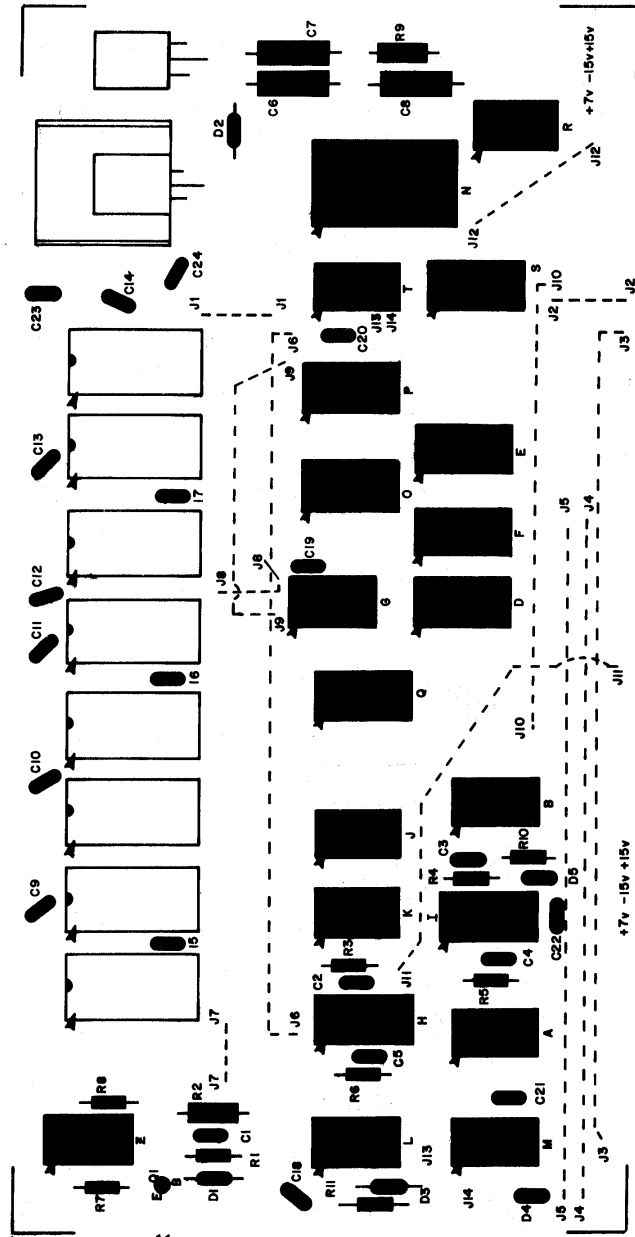 C7
R9
C6
C8
D2
+7v -15v+15v
R
J12
N
J12
C24
C14
C23
J1
J1
T
S
J10
J2
J2
J13
J14
C20
J6
J3
J9
P
C13
E
O
J5
J4
17
F
C19
J8
J8
C12
C11
J9
G
D
16
Q
J11
J10
C10
B
J
C3
R10
R4
D5
C9
K
I
C22
+7v -15v +15v
15
R3
C2
J11
C4
R5
J7
J6
H
A
C5
R6
J7
R8
R2
C21
C1
R1
L
J13
M
J3
R7
E
Q1
B
D1
C18
R11
D3
J14
D4
J5
J4